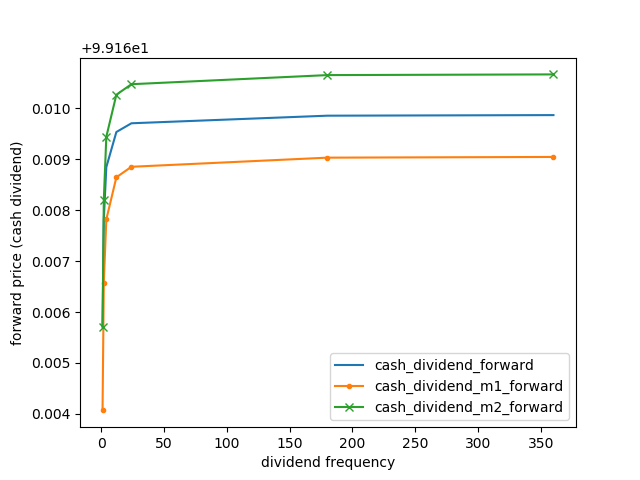 +9.916e1
0.010
0.009
0.008
0.007
0.006
0.005
0.004
forward price (cash dividend)
0
50
100
150
200
250
300
350
dividend frequency
cash_dividend_forward
cash_dividend_m1_forward
cash_dividend_m2_forward